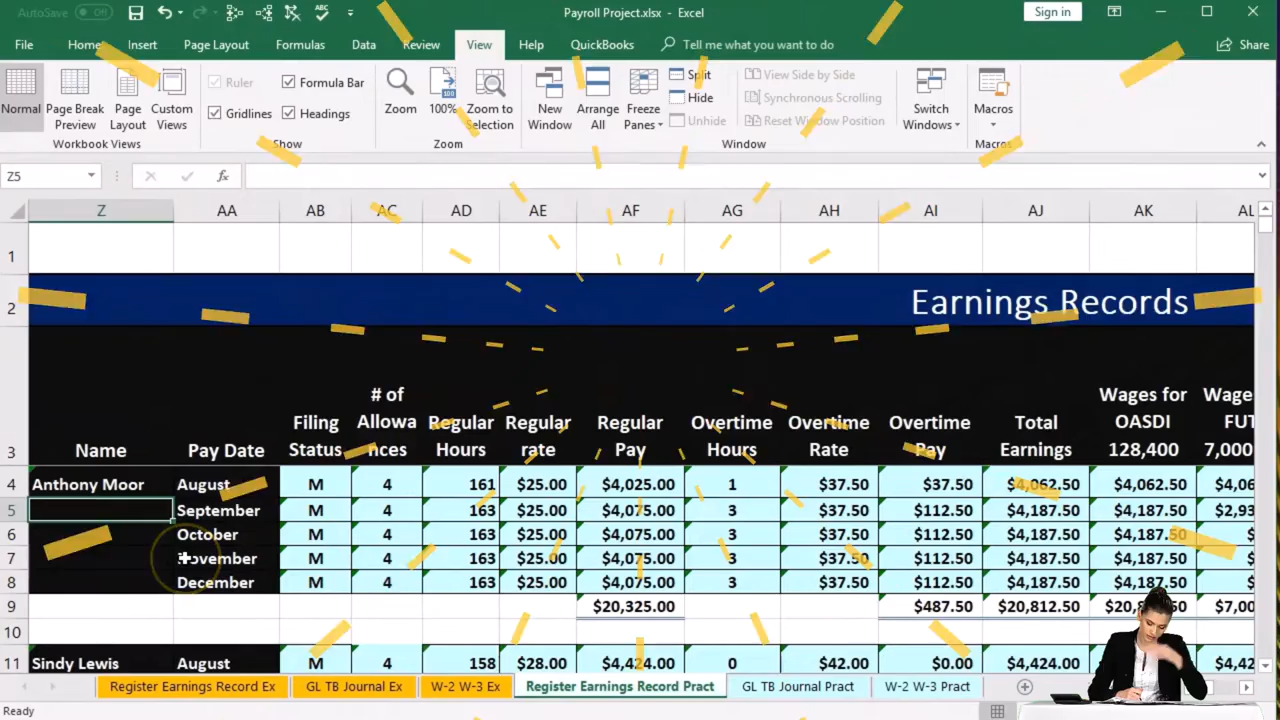 AutoSave Off Payroll Project.xlsx - Excel Sign in
File Home Insert Page Layout Formulas Data Review View Help QuickBooks Tell me what you want to do Share
Normal Page Break Preview Page Layout Custom Views
Workbook Views
Ruler Formula Bar
Gridlines Headings
Show
Zoom 100% Zoom to Selection
Zoom
New Window Arrange All Freeze Panes
Split
Hide
Unhide
View Side by Side
Synchronous Scrolling
Reset Window Position
Window
Switch Windows
Macros
Macros
Z5 fx
Z AA AB AC AD AE AF AG AH AI AJ AK AL
1
2 Earnings Records
3 Name Pay Date Filing Status # of Allowances Regular Hours Regular rate Regular Pay Overtime Hours Overtime Rate Overtime Pay Total Earnings Wages for OASDI 128,400 Wage FUT 7,000
4 Anthony Moor August M 4 161 $25.00 $4,025.00 1 $37.50 $37.50 $4,062.50 $4,062.50 $4,06
5 September M 4 163 $25.00 $4,075.00 3 $37.50 $112.50 $4,187.50 $4,187.50 $2,93
6 October M 4 163 $25.00 $4,075.00 3 $37.50 $112.50 $4,187.50 $4,187.50 $
7 November M 4 163 $25.00 $4,075.00 3 $37.50 $112.50 $4,187.50 $4,187.50 $
8 December M 4 163 $25.00 $4,075.00 3 $37.50 $112.50 $4,187.50 $4,187.50 $
9 $20,325.00 $487.50 $20,812.50 $7,00
10
11 Sindy Lewis August M 4 158 $28.00 $4,424.00 0 $42.00 $0.00 $4,424.00 $4,42
Register Earnings Record Ex GL TB Journal Ex W-2 W-3 Ex Register Earnings Record Pract GL TB Journal Pract W-2 W-3 Pract
Ready